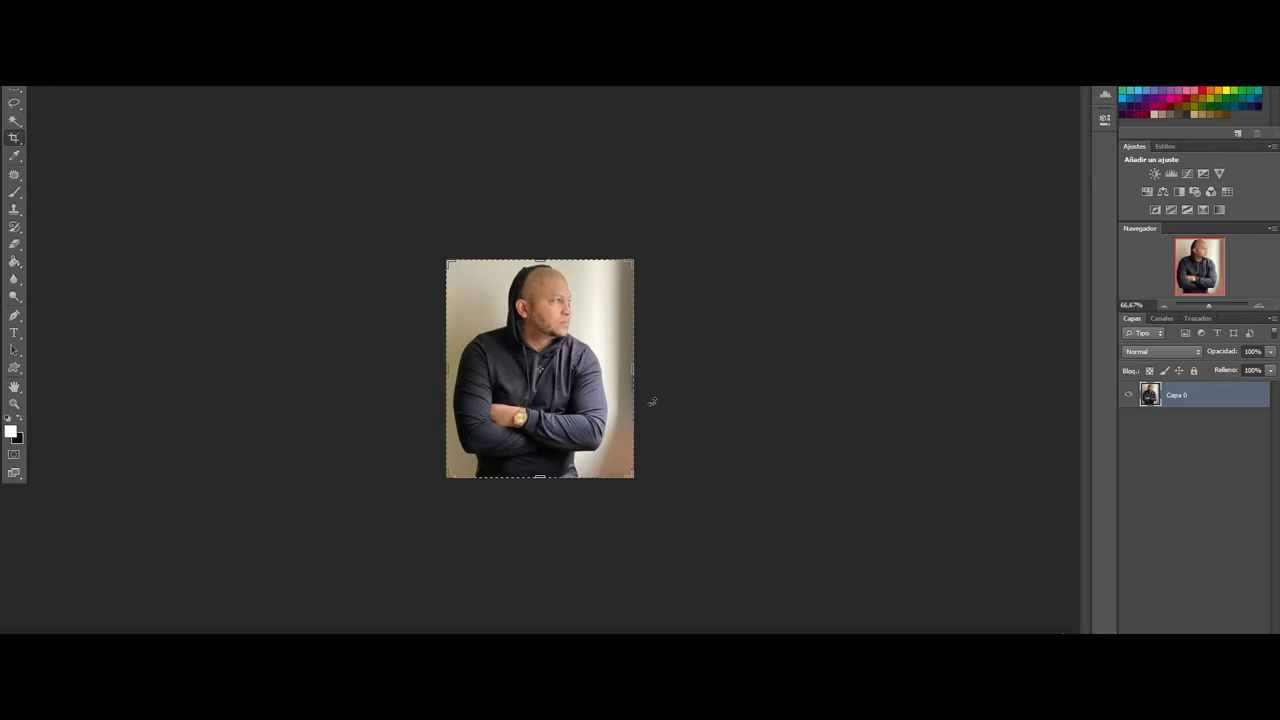 Ajustes Estilos
Añadir un ajuste
Navegador
66,67%
Capas Canales Trazados
Tipo
Normal Opacidad: 100%
Bloq.: Relleno: 100%
Capa 0